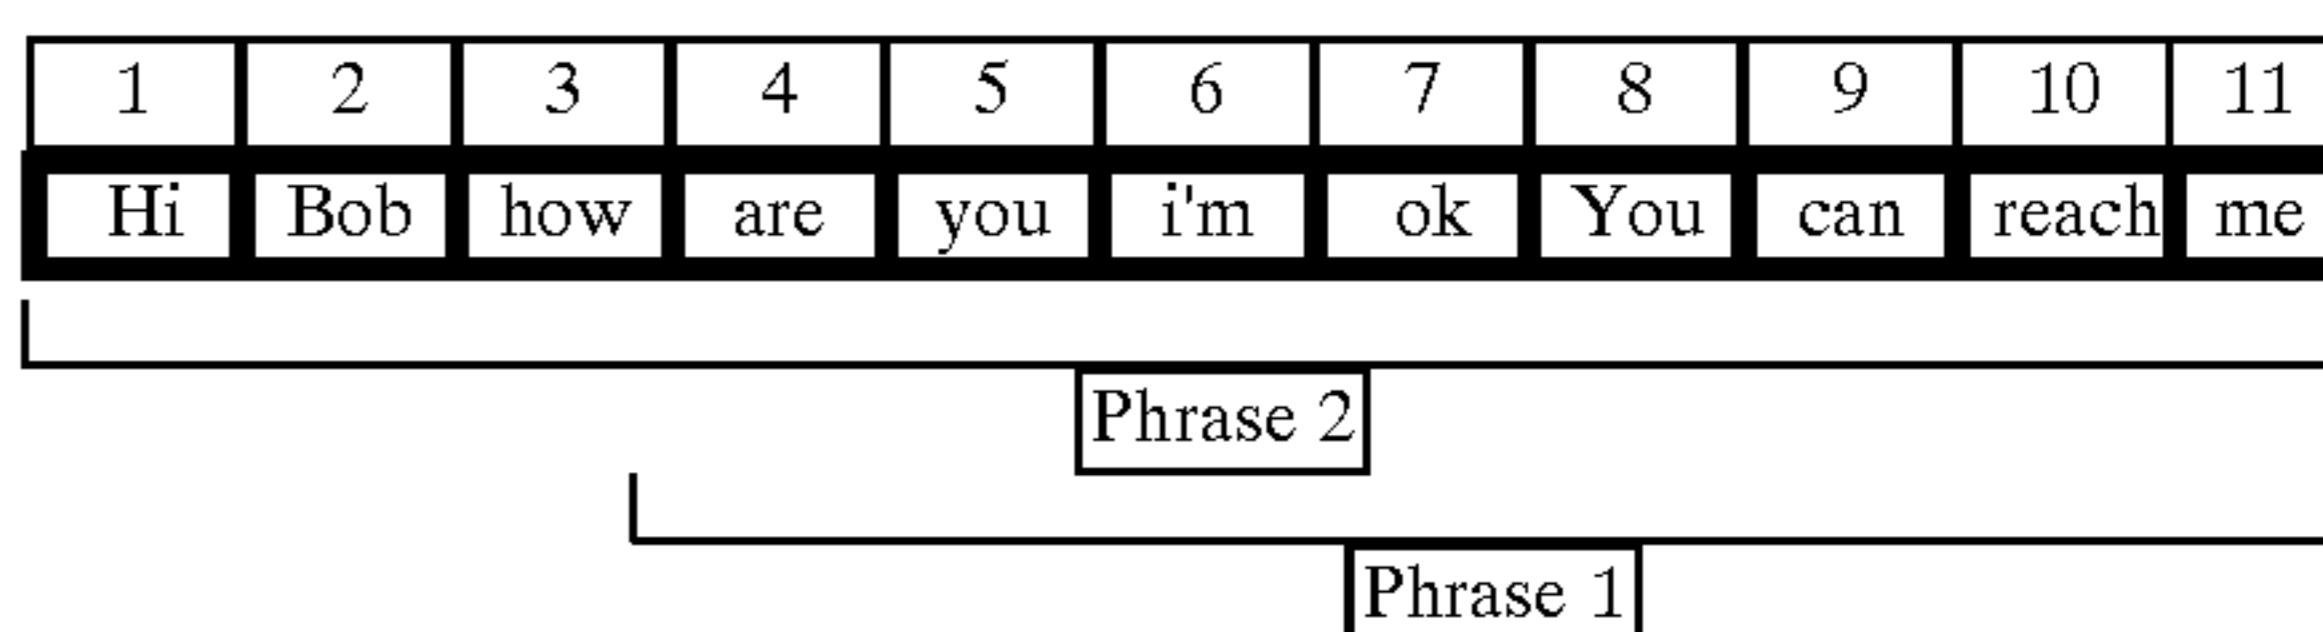 1 2 3 4 5 6 7 8 9 10 11
Hi Bob how are you i'm ok You can reach me
Phrase 2
Phrase 1